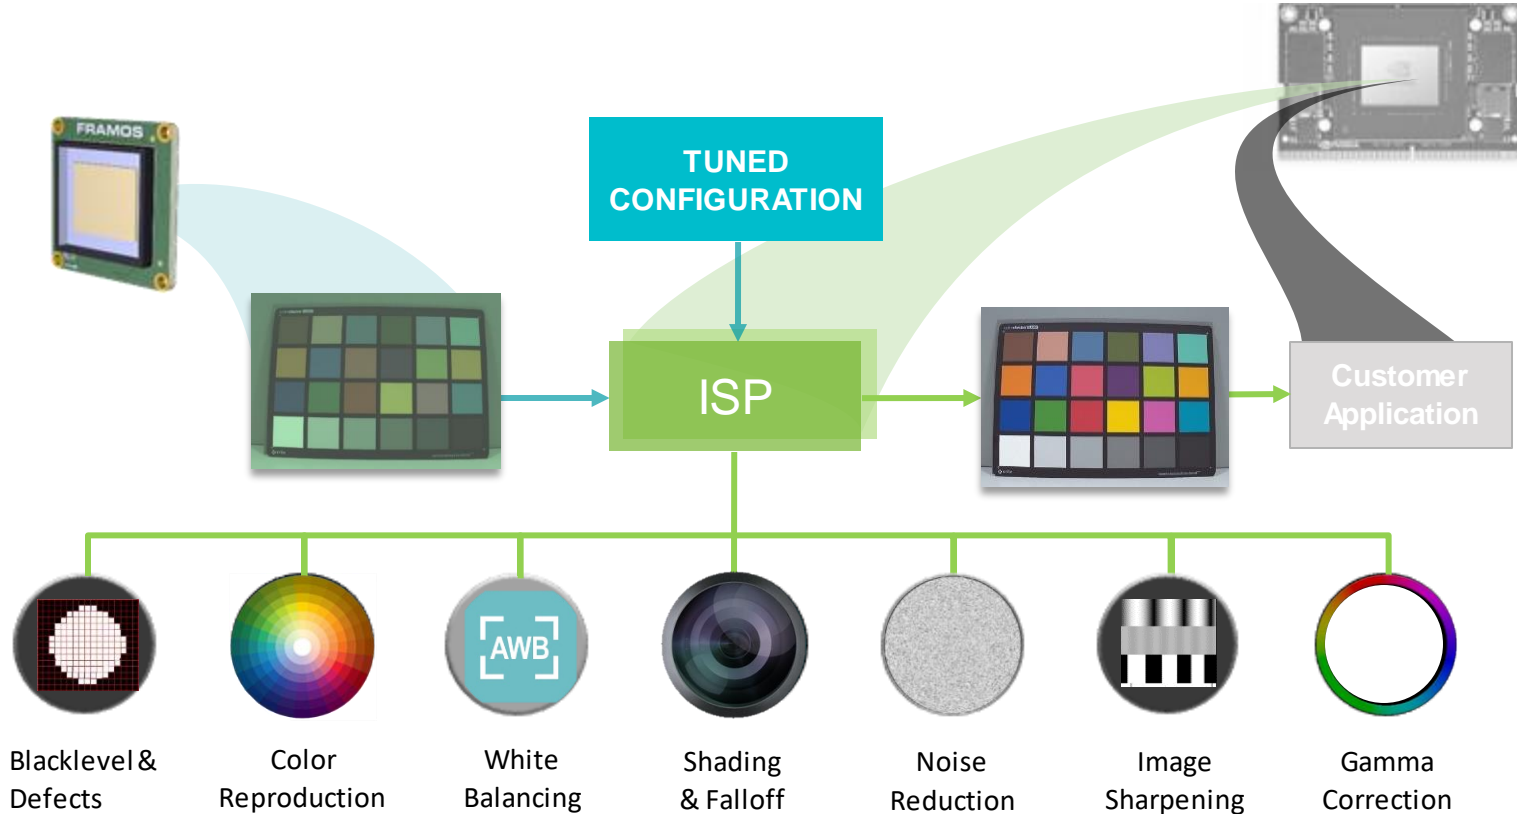 FRAMOS
TUNED
CONFIGURATION
ISP
Customer
Application
AWB
Blacklevel &
Defects
Color
Reproduction
White
Balancing
Shading
& Falloff
Noise
Reduction
Image
Sharpening
Gamma
Correction